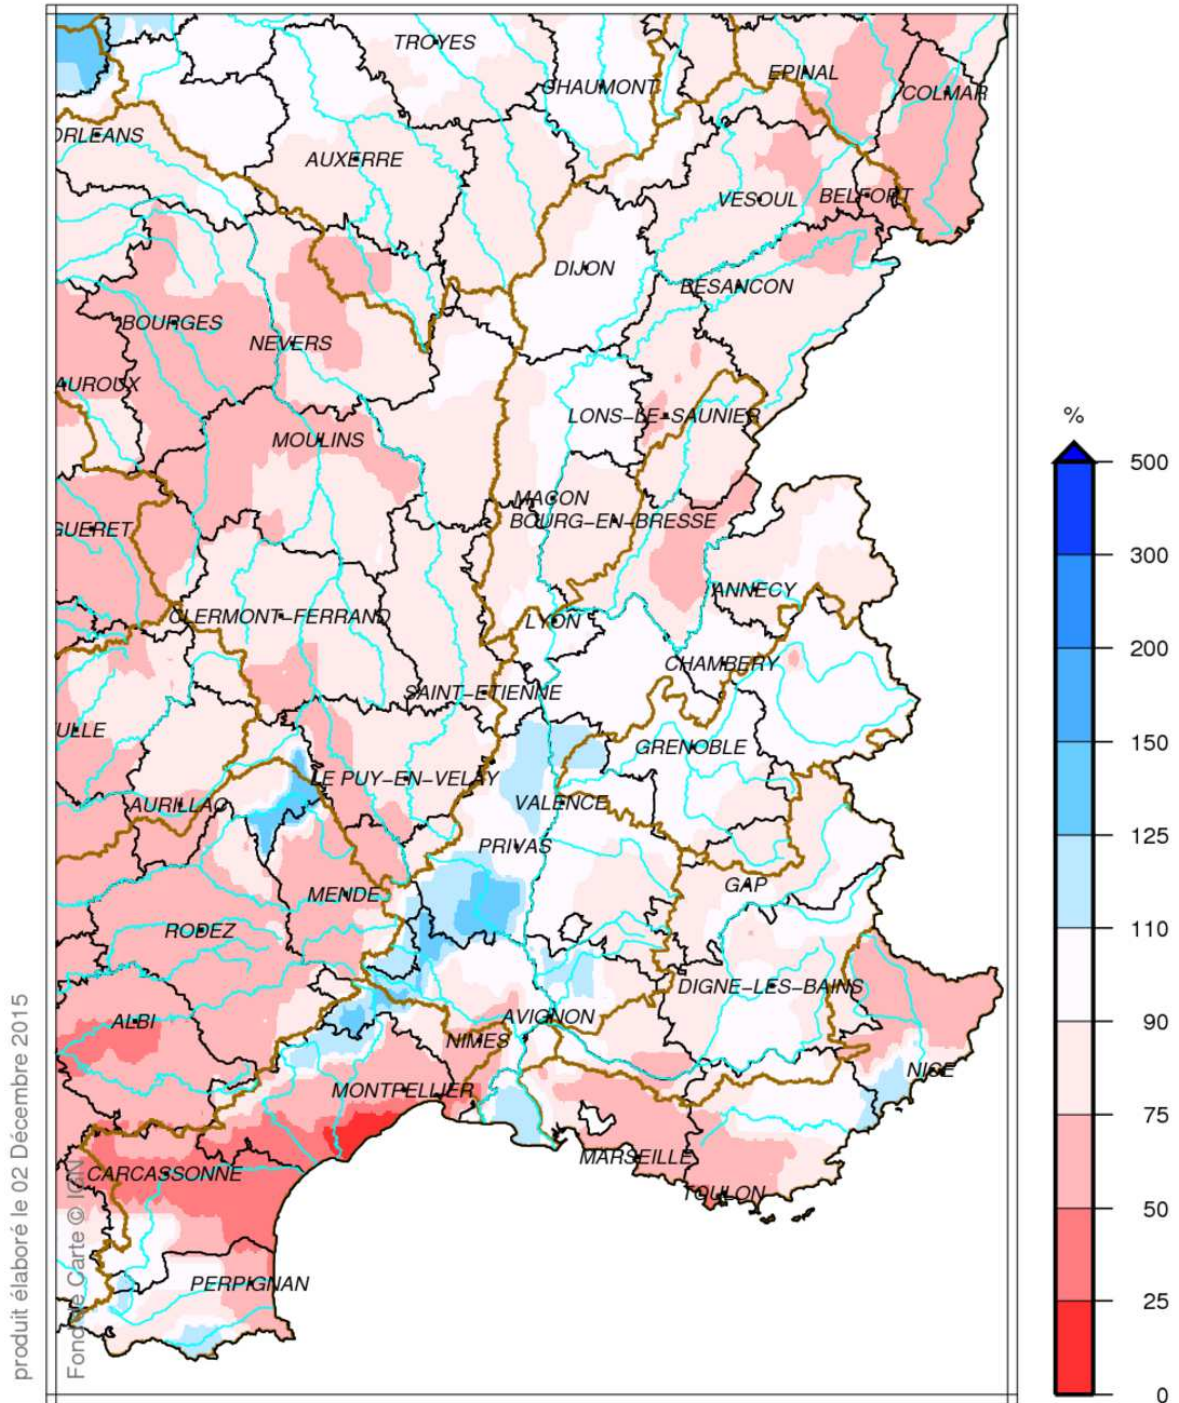 TROYES
EPINAL
CHAUMONT
COLMAR
ORLEANS
AUXERRE
VESOUL
BELFORT
DIJON
BESANCON
BOURGES
NEVERS
AUROUX
LONS-LE-SAUNIER
MOULINS
MACON
BOURG-EN-BRESSE
GUERET
ANNECY
CLERMONT-FERRAND
LYON
CHAMBERY
SAINT-ETIENNE
ULLE
GRENOBLE
LE PUY-EN-VELAY
VALENCE
AURILLAC
PRIVAS
GAP
MENDE
RODEZ
DIGNE-LES-BAINS
ALBI
AVIGNON
NIMES
NICE
MONTPELLIER
MARSEILLE
CARCASSONNE
TOULON
PERPIGNAN
%
500
300
200
150
125
110
90
75
50
25
0
produit élaboré le 02 Décembre 2015
Fond de Carte © IGN